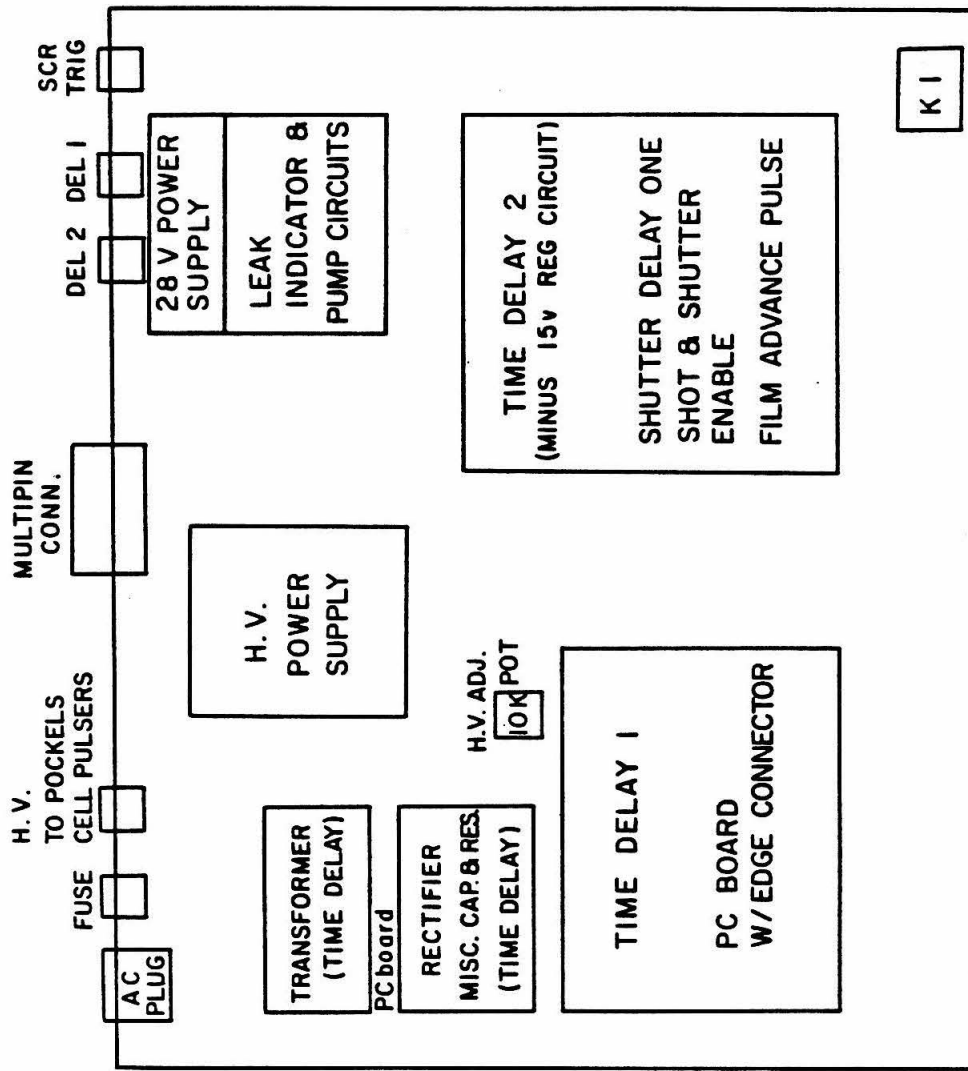 AC
PLUG
FUSE
H. V.
TO POCKELS
CELL PULSERS
MULTIPIN
CONN.
DEL 2
DEL 1
SCR
TRIG
28 V POWER
SUPPLY
LEAK
INDICATOR &
PUMP CIRCUITS
H. V.
POWER
SUPPLY
TRANSFORMER
(TIME DELAY)
PC board
RECTIFIER
MISC. CAP. & RES.
(TIME DELAY)
H.V. ADJ.
10K POT
TIME DELAY 1
PC BOARD
W/EDGE CONNECTOR
TIME DELAY 2
(MINUS 15v REG CIRCUIT)
SHUTTER DELAY ONE
SHOT & SHUTTER
ENABLE
FILM ADVANCE PULSE
K 1